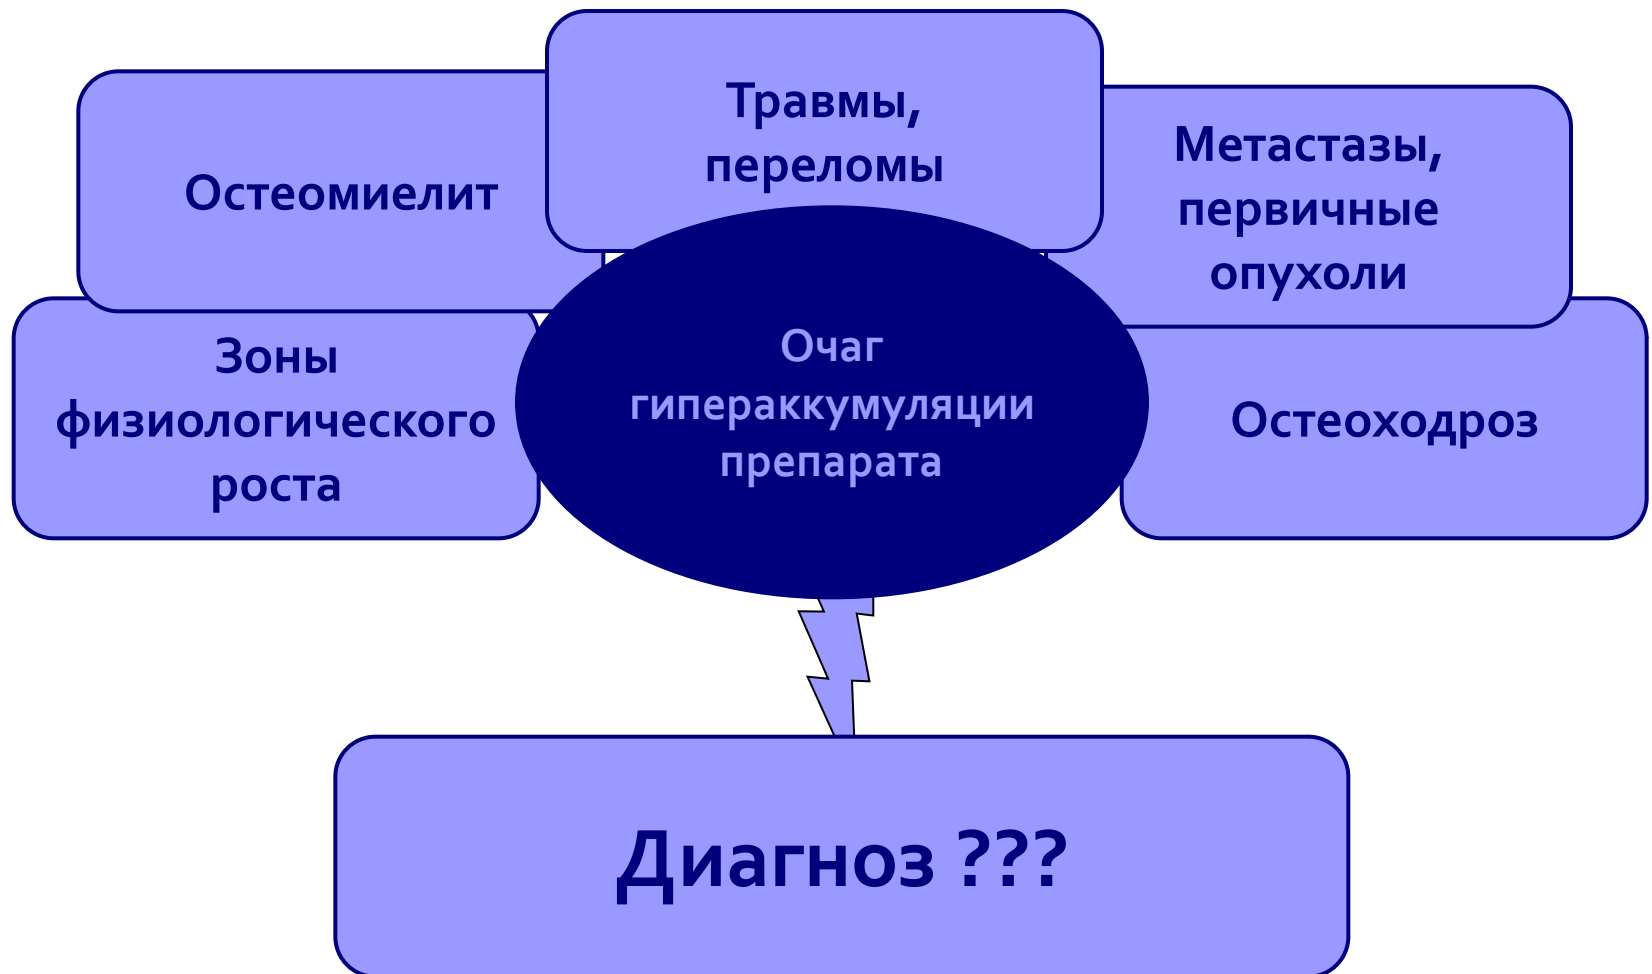 Травмы,
переломы
Остеомиелит
Метастазы,
первичные
опухоли
Зоны
физиологического
роста
Очаг
гипераккумуляции
препарата
Остеоходроз
Диагноз ???